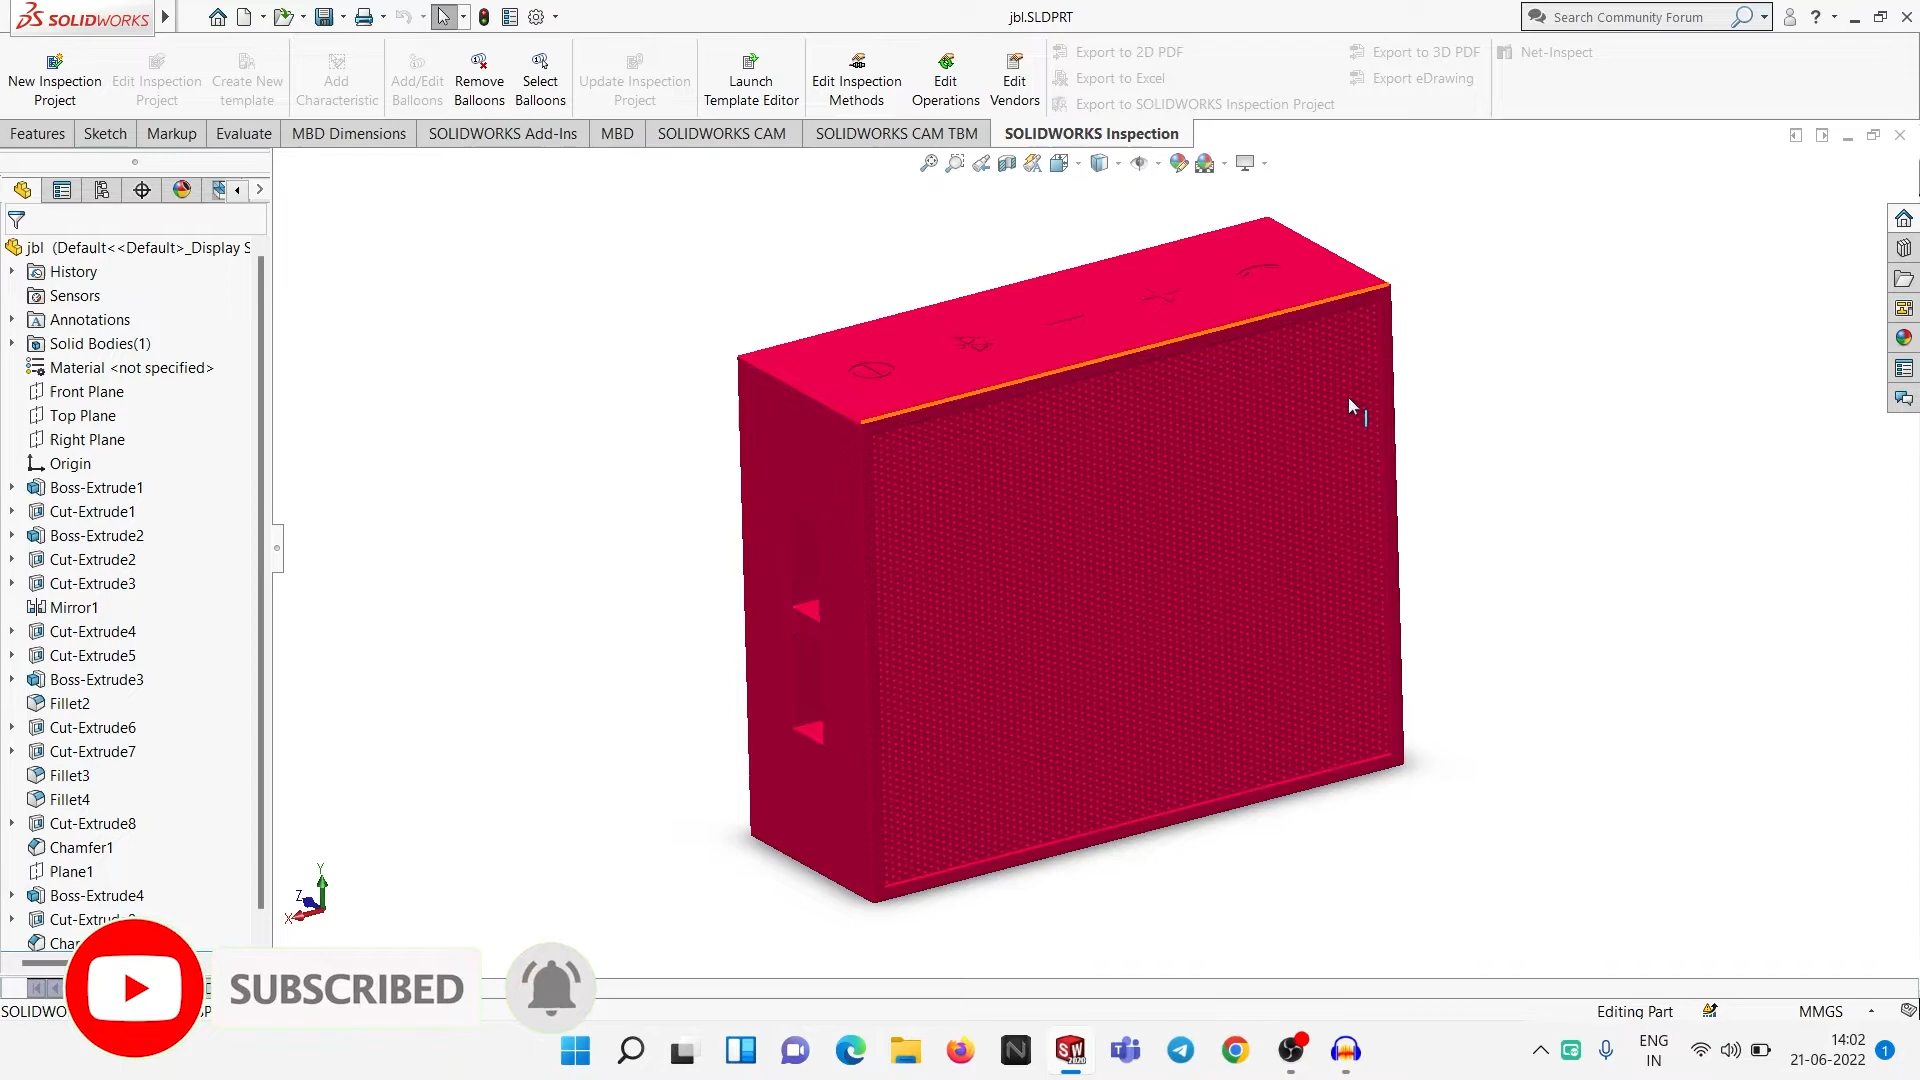 SOLIDWORKS
jbl.SLDPRT
Search Community Forum
?
New Inspection
Project
Edit Inspection
Project
Create New
template
Add
Characteristic
Add/Edit
Balloons
Remove
Balloons
Select
Balloons
Update Inspection
Project
Launch
Template Editor
Edit Inspection
Methods
Edit
Operations
Edit
Vendors
Export to 2D PDF
Export to Excel
Export to SOLIDWORKS Inspection Project
Export to 3D PDF
Export eDrawing
Net-Inspect
Features
Sketch
Markup
Evaluate
MBD Dimensions
SOLIDWORKS Add-Ins
MBD
SOLIDWORKS CAM
SOLIDWORKS CAM TBM
SOLIDWORKS Inspection
jbl (Default<<Default>_Display S
History
Sensors
Annotations
Solid Bodies(1)
Material <not specified>
Front Plane
Top Plane
Right Plane
Origin
Boss-Extrude1
Cut-Extrude1
Boss-Extrude2
Cut-Extrude2
Cut-Extrude3
Mirror1
Cut-Extrude4
Cut-Extrude5
Boss-Extrude3
Fillet2
Cut-Extrude6
Cut-Extrude7
Fillet3
Fillet4
Cut-Extrude8
Chamfer1
Plane1
Boss-Extrude4
Y
Z
X
SUBSCRIBED
SOLIDWO
Editing Part
MMGS
SW
2020
ENG
IN
14:02
21-06-2022
1